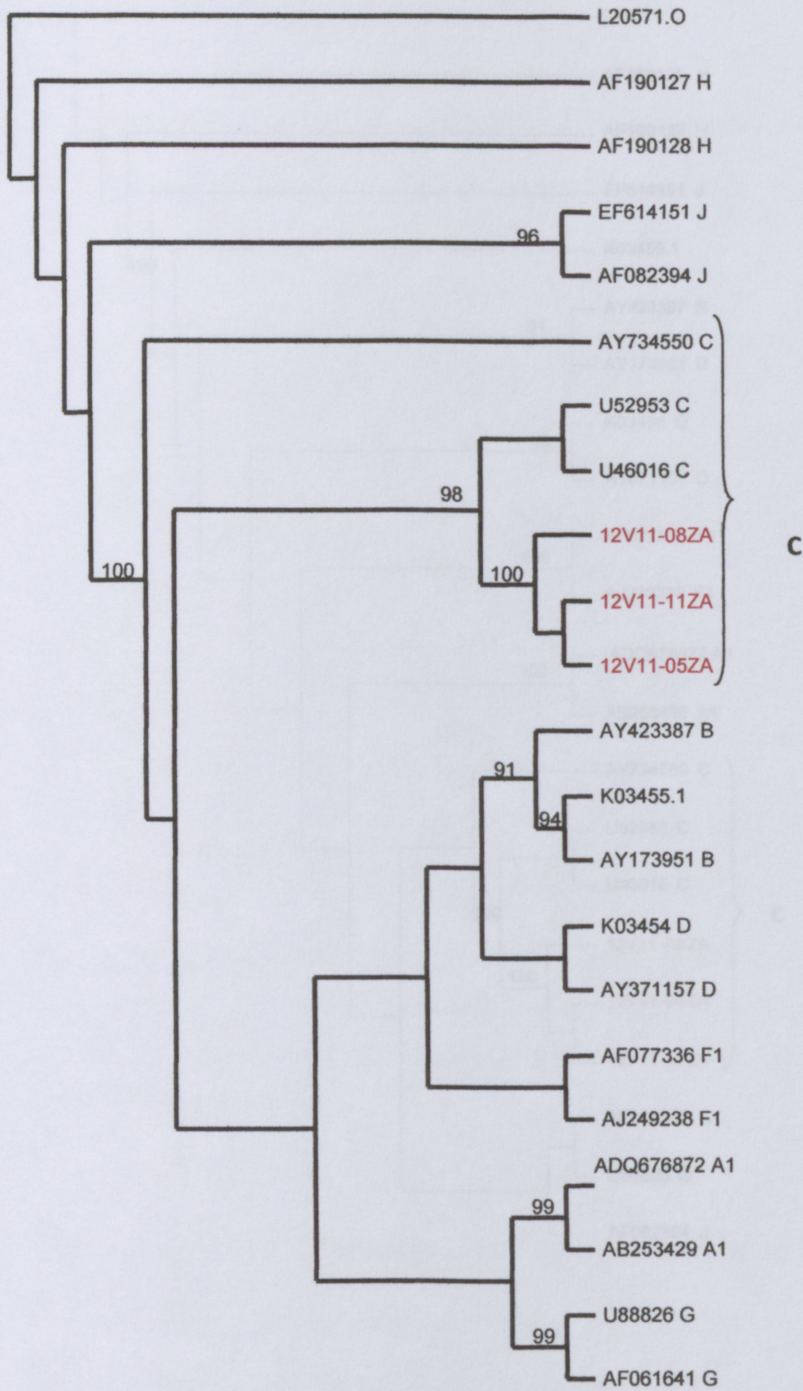 L20571.O
AF190127 H
AF190128 H
EF614151 J
96
AF082394 J
AY734550 C
U52953 C
U46016 C
98
12V11-08ZA
C
100
100
12V11-11ZA
12V11-05ZA
AY423387 B
91
K03455.1
94
AY173951 B
K03454 D
AY371157 D
AF077336 F1
AJ249238 F1
ADQ676872 A1
99
AB253429 A1
U88826 G
99
AF061641 G